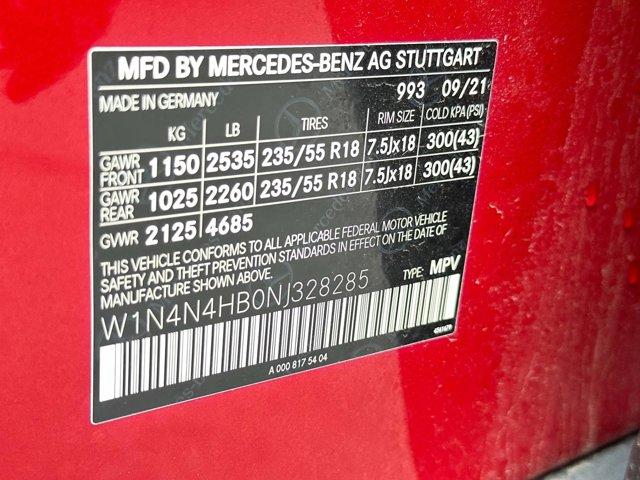 MFD BY MERCEDES-BENZ AG STUTTGART
MADE IN GERMANY 993 09/21
KG LB TIRES RIM SIZE COLD KPA (PSI)
GAWR FRONT 1150 2535 235/55 R18 7.5Jx18 300(43)
GAWR REAR 1025 2260 235/55 R18 7.5Jx18 300(43)
GVWR 2125 4685
THIS VEHICLE CONFORMS TO ALL APPLICABLE FEDERAL MOTOR VEHICLE
SAFETY AND THEFT PREVENTION STANDARDS IN EFFECT ON THE DATE OF
MANUFACTURE SHOWN ABOVE.
W1N4N4HB0NJ328285 TYPE: MPV
A 000 817 54 04